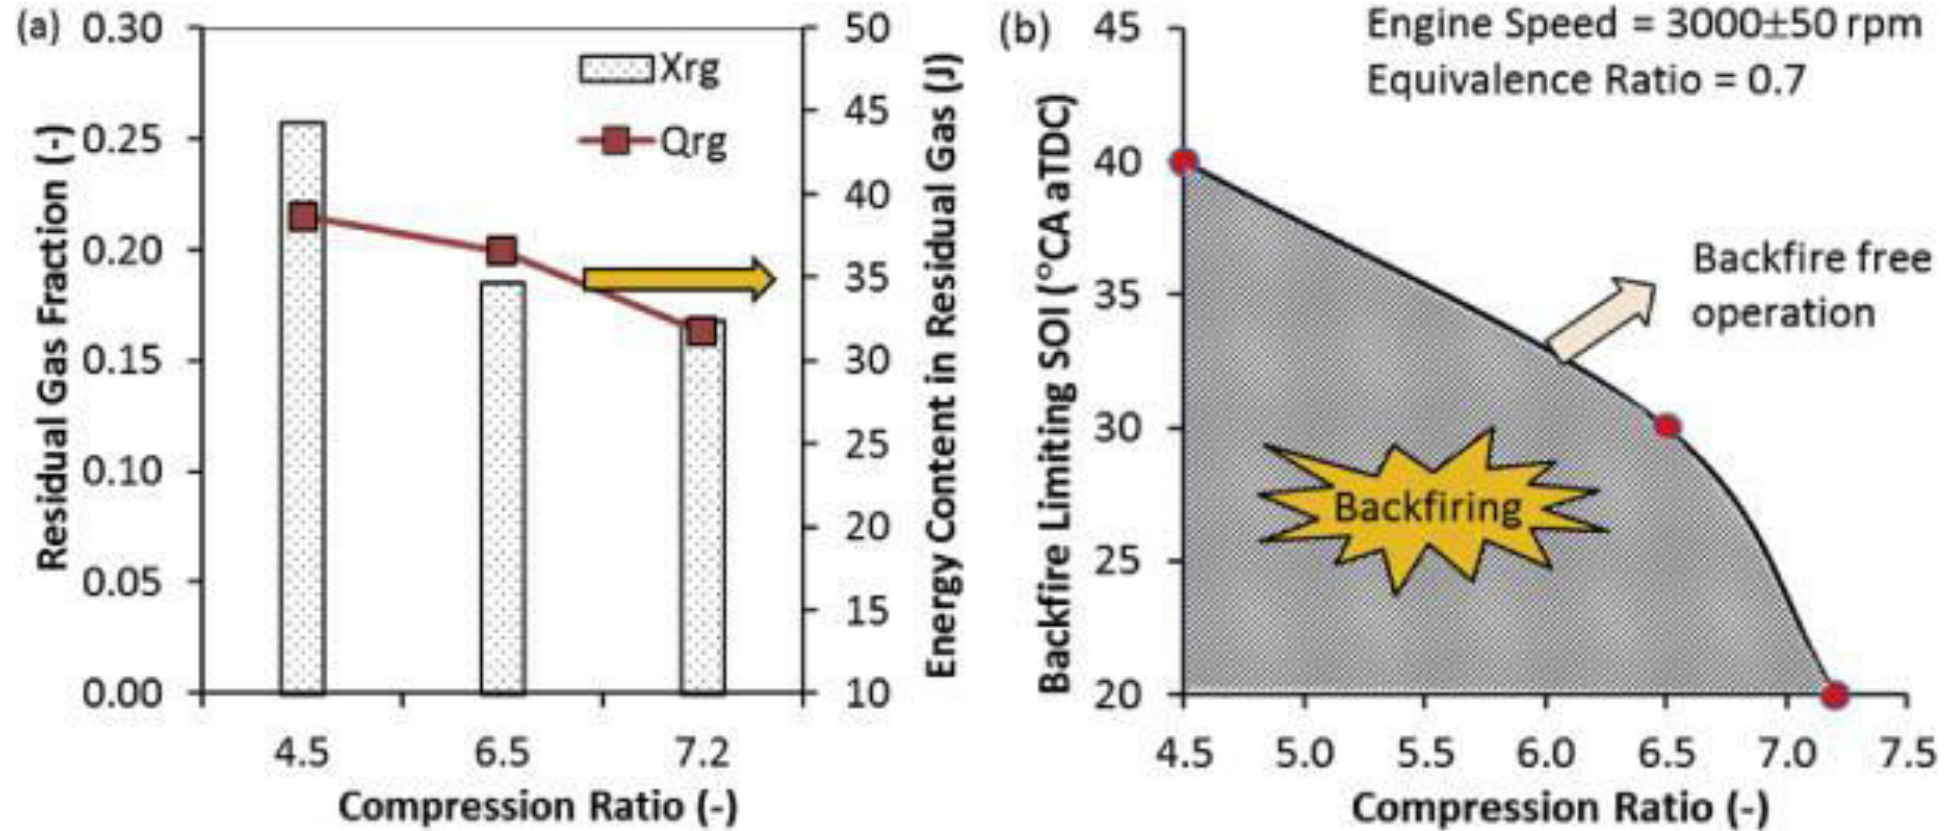 (a)
0.30
0.25
0.20
0.15
0.10
0.05
0.00
Residual Gas Fraction (-)
Xrg
Qrg
50
45
40
35
30
25
20
15
10
Energy Content in Residual Gas (J)
4.5 6.5 7.2
Compression Ratio (-)
(b)
Engine Speed = 3000±50 rpm
Equivalence Ratio = 0.7
45
40
35
30
25
20
Backfire Limiting SOI (°CA aTDC)
Backfire free
operation
Backfiring
4.5 5.0 5.5 6.0 6.5 7.0 7.5
Compression Ratio (-)